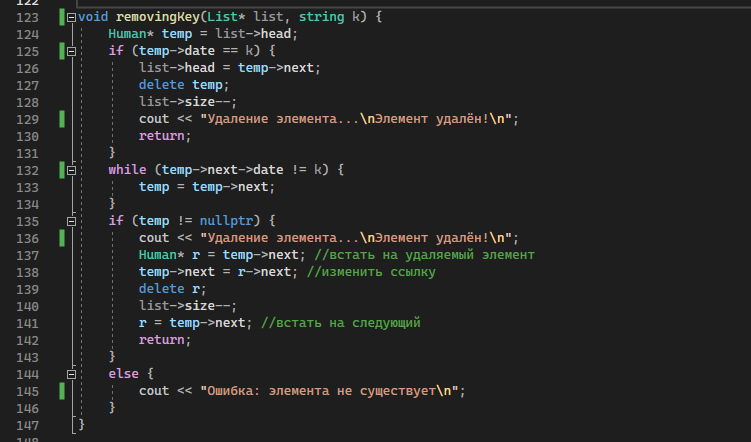 122
123 void removingKey(List* list, string k) {
124 Human* temp = list->head;
125 if (temp->date == k) {
126 list->head = temp->next;
127 delete temp;
128 list->size--;
129 cout << "Удаление элемента...\nЭлемент удалён!\n";
130 return;
131 }
132 while (temp->next->date != k) {
133 temp = temp->next;
134 }
135 if (temp != nullptr) {
136 cout << "Удаление элемента...\nЭлемент удалён!\n";
137 Human* r = temp->next; //встать на удаляемый элемент
138 temp->next = r->next; //изменить ссылку
139 delete r;
140 list->size--;
141 r = temp->next; //встать на следующий
142 return;
143 }
144 else {
145 cout << "Ошибка: элемента не существует\n";
146 }
147 }
148